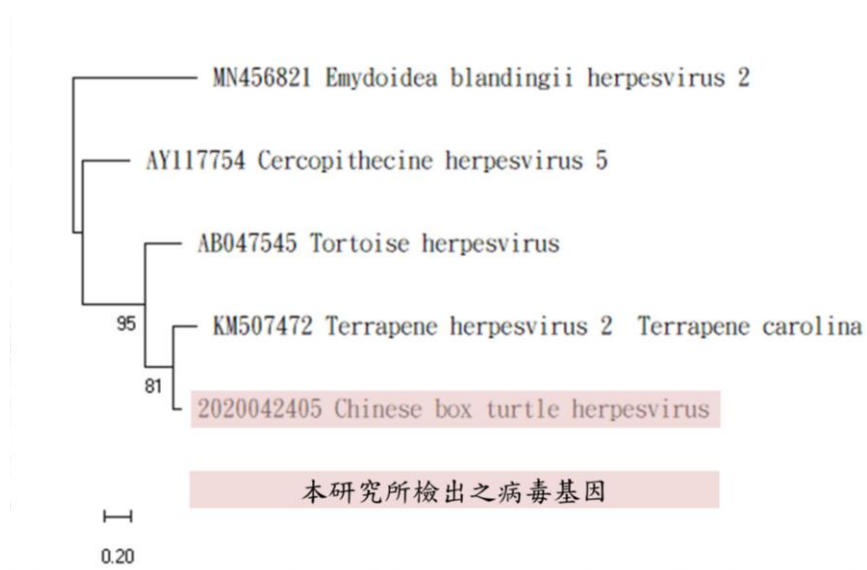 MN456821 Emydoidea blandingii herpesvirus 2
AY117754 Cercopithecine herpesvirus 5
AB047545 Tortoise herpesvirus
95
KM507472 Terrapene herpesvirus 2 Terrapene carolina
81
2020042405 Chinese box turtle herpesvirus
本研究所檢出之病毒基因
0.20